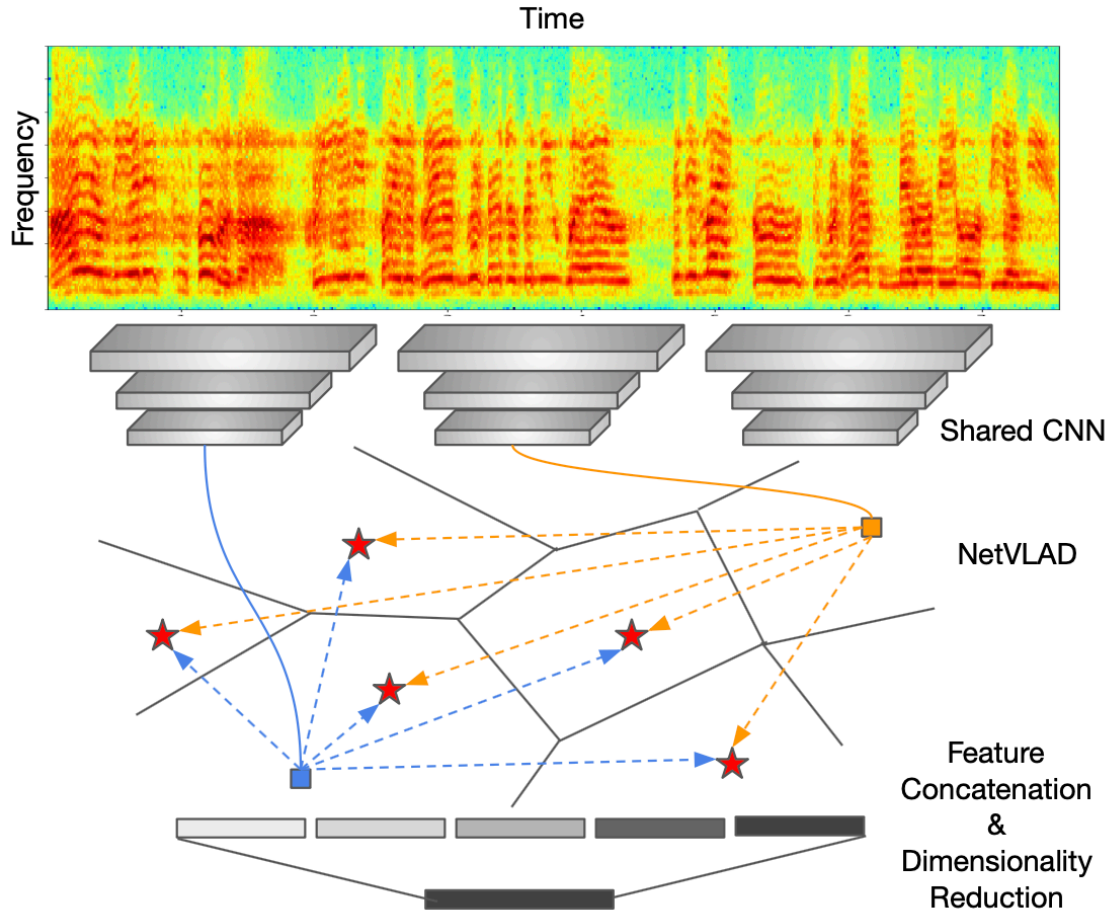 Time
Frequency
Shared CNN
NetVLAD
Feature
Concatenation
&
Dimensionality
Reduction